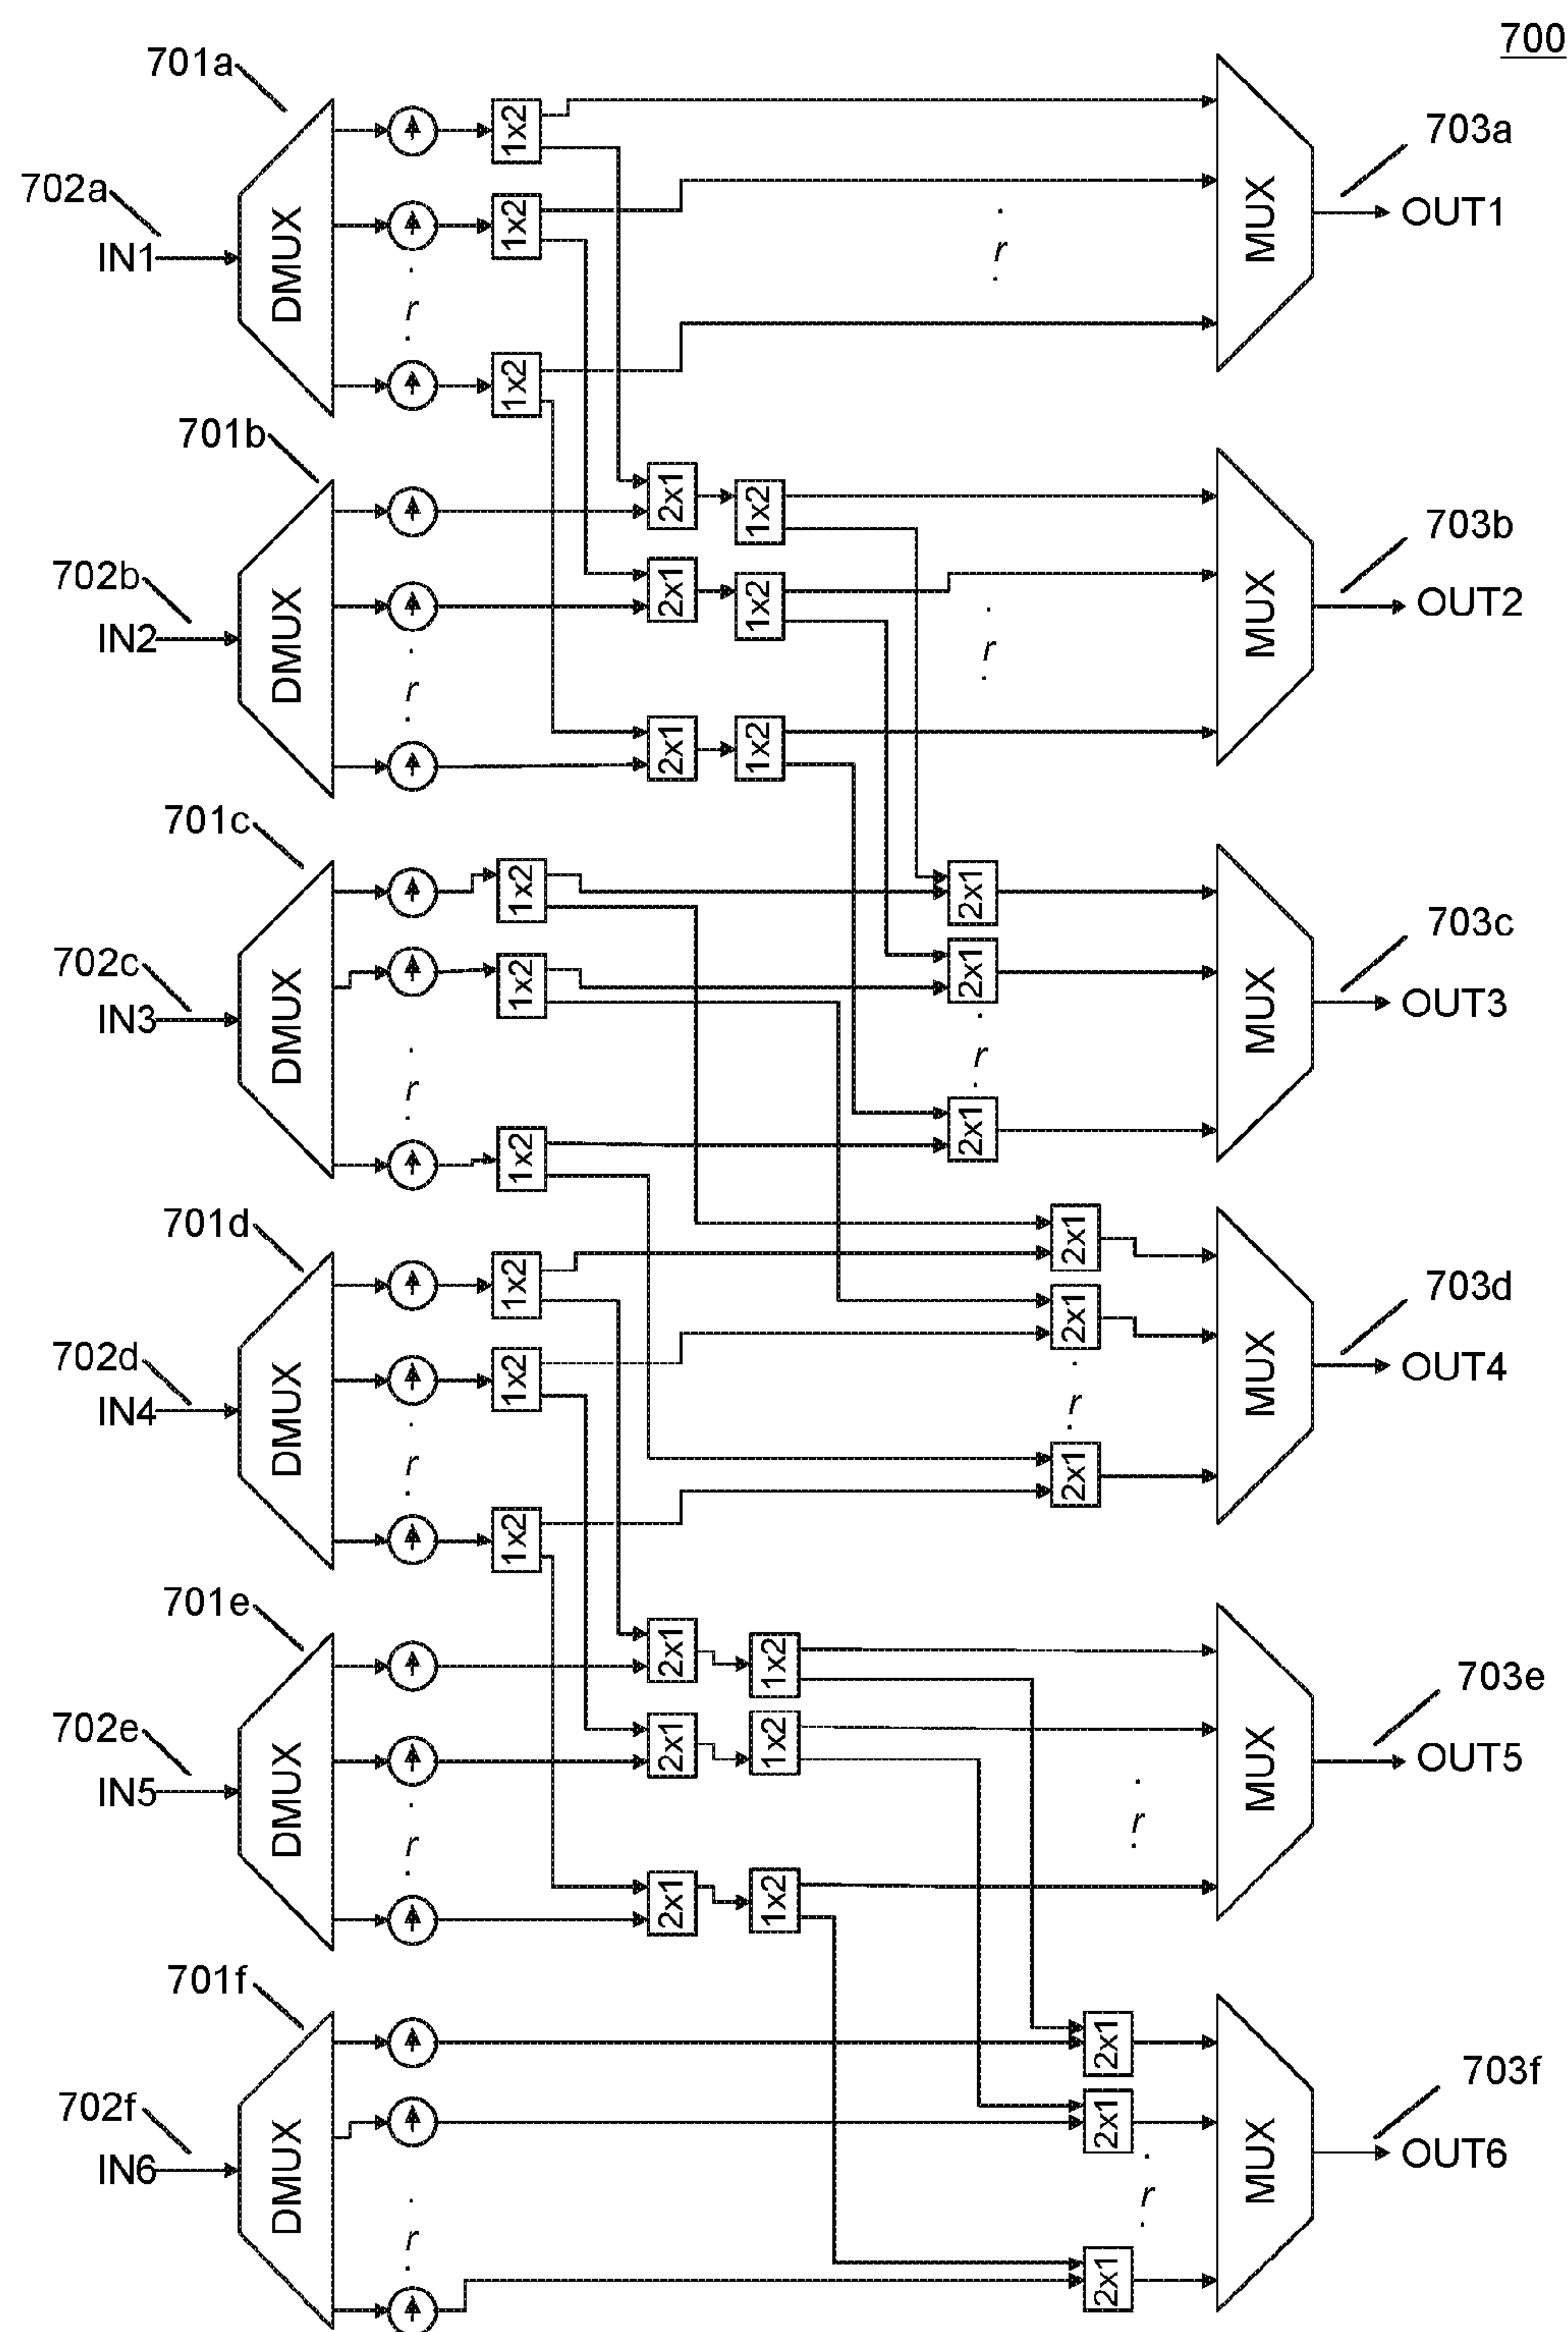 700
701a
702a
IN1
DMUX
1x2
1x2
. r .
1x2
. r .
MUX
703a
OUT1
701b
702b
IN2
DMUX
. r .
2x1
1x2
2x1
1x2
2x1
1x2
. r .
MUX
703b
OUT2
701c
702c
IN3
DMUX
1x2
1x2
. r .
1x2
2x1
2x1
. r .
2x1
MUX
703c
OUT3
701d
702d
IN4
DMUX
1x2
1x2
. r .
1x2
2x1
2x1
. r .
2x1
MUX
703d
OUT4
701e
702e
IN5
DMUX
. r .
2x1
1x2
2x1
1x2
2x1
1x2
. r .
MUX
703e
OUT5
701f
702f
IN6
DMUX
. r .
2x1
2x1
. r .
2x1
MUX
703f
OUT6